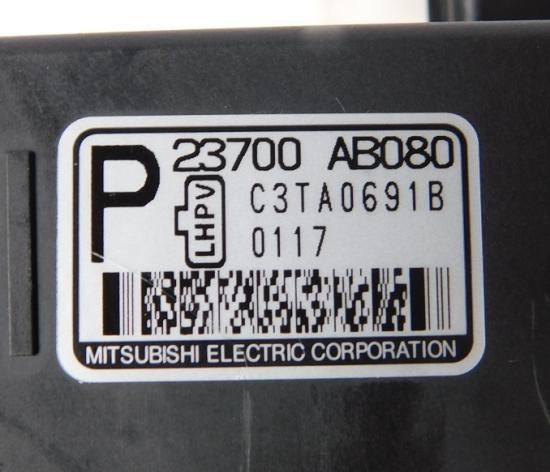 P
23700 AB080
LHPV
C3TA0691B
0117
MITSUBISHI ELECTRIC CORPORATION